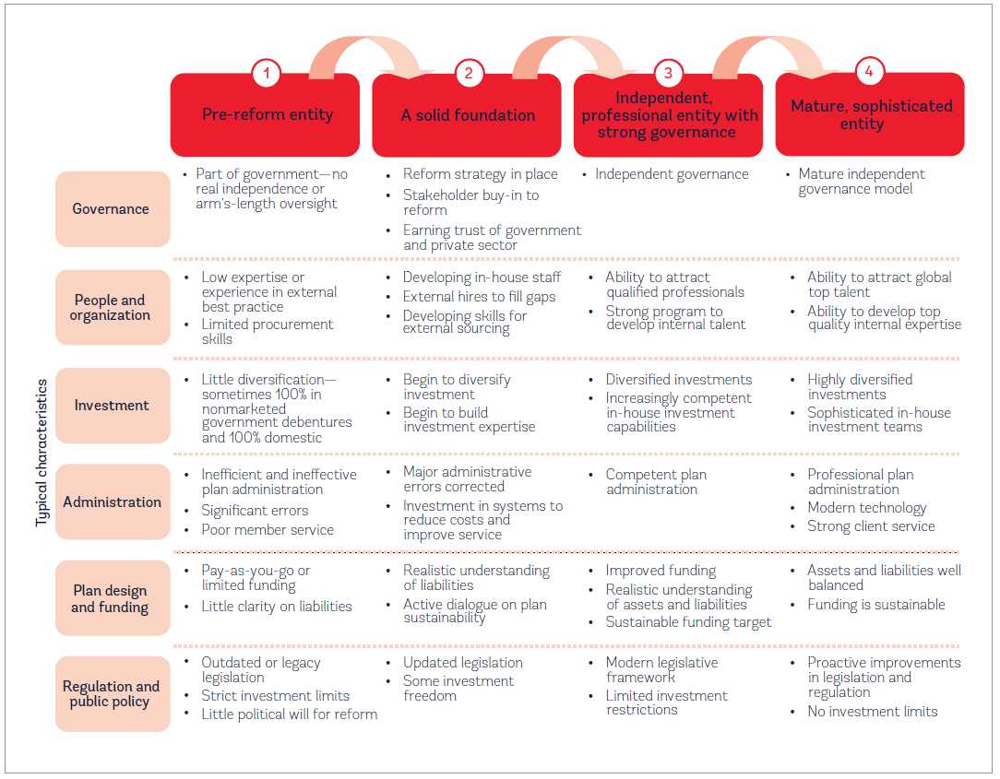 1
2
3
4
Pre-reform entity
A solid foundation
Independent,
professional entity with
strong governance
Mature, sophisticated
entity
Typical characteristics
Governance
• Part of government—no
real independence or
arm's-length oversight
• Reform strategy in place
• Stakeholder buy-in to
reform
• Earning trust of government
and private sector
• Independent governance
• Mature independent
governance model
People and
organization
• Low expertise or
experience in external
best practice
• Limited procurement
skills
• Developing in-house staff
• External hires to fill gaps
• Developing skills for
external sourcing
• Ability to attract
qualified professionals
• Strong program to
develop internal talent
• Ability to attract global
top talent
• Ability to develop top
quality internal expertise
Investment
• Little diversification—
sometimes 100% in
nonmarketed
government debentures
and 100% domestic
• Begin to diversify
investment
• Begin to build
investment expertise
• Diversified investments
• Increasingly competent
in-house investment
capabilities
• Highly diversified
investments
• Sophisticated in-house
investment teams
Administration
• Inefficient and ineffective
plan administration
• Significant errors
• Poor member service
• Major administrative
errors corrected
• Investment in systems to
reduce costs and
improve service
• Competent plan
administration
• Professional plan
administration
• Modern technology
• Strong client service
Plan design
and funding
• Pay-as-you-go or
limited funding
• Little clarity on liabilities
• Realistic understanding
of liabilities
• Active dialogue on plan
sustainability
• Improved funding
• Realistic understanding
of assets and liabilities
• Sustainable funding target
• Assets and liabilities well
balanced
• Funding is sustainable
Regulation and
public policy
• Outdated or legacy
legislation
• Strict investment limits
• Little political will for reform
• Updated legislation
• Some investment
freedom
• Modern legislative
framework
• Limited investment
restrictions
• Proactive improvements
in legislation and
regulation
• No investment limits